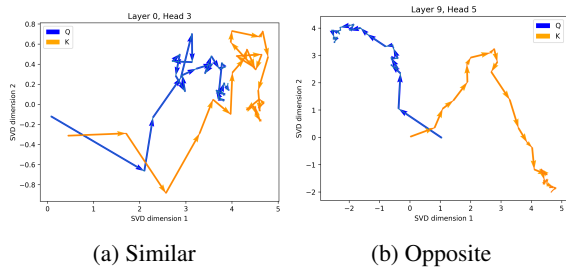 Layer 0, Head 3
Q
K
0.8
0.6
0.4
0.2
0.0
−0.2
−0.4
−0.6
−0.8
SVD dimension 2
0 1 2 3 4 5
SVD dimension 1
(a) Similar
Layer 9, Head 5
Q
K
4
3
2
1
0
−1
−2
SVD dimension 2
−2 −1 0 1 2 3 4 5
SVD dimension 1
(b) Opposite